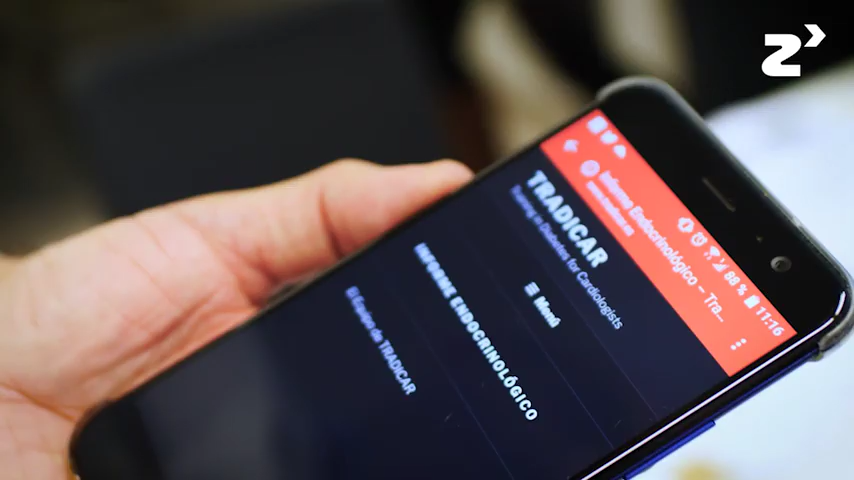 Z
88 % 11:16
Informe Endocrinológico – Tra...
TRADICAR
Training in Diabetes for Cardiologists
Menú
INFORME ENDOCRINOLÓGICO
El Equipo de TRADICAR